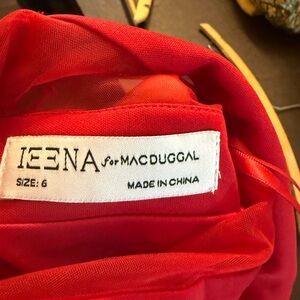 IEENA for MAC DUGGAL
SIZE: 6
MADE IN CHINA